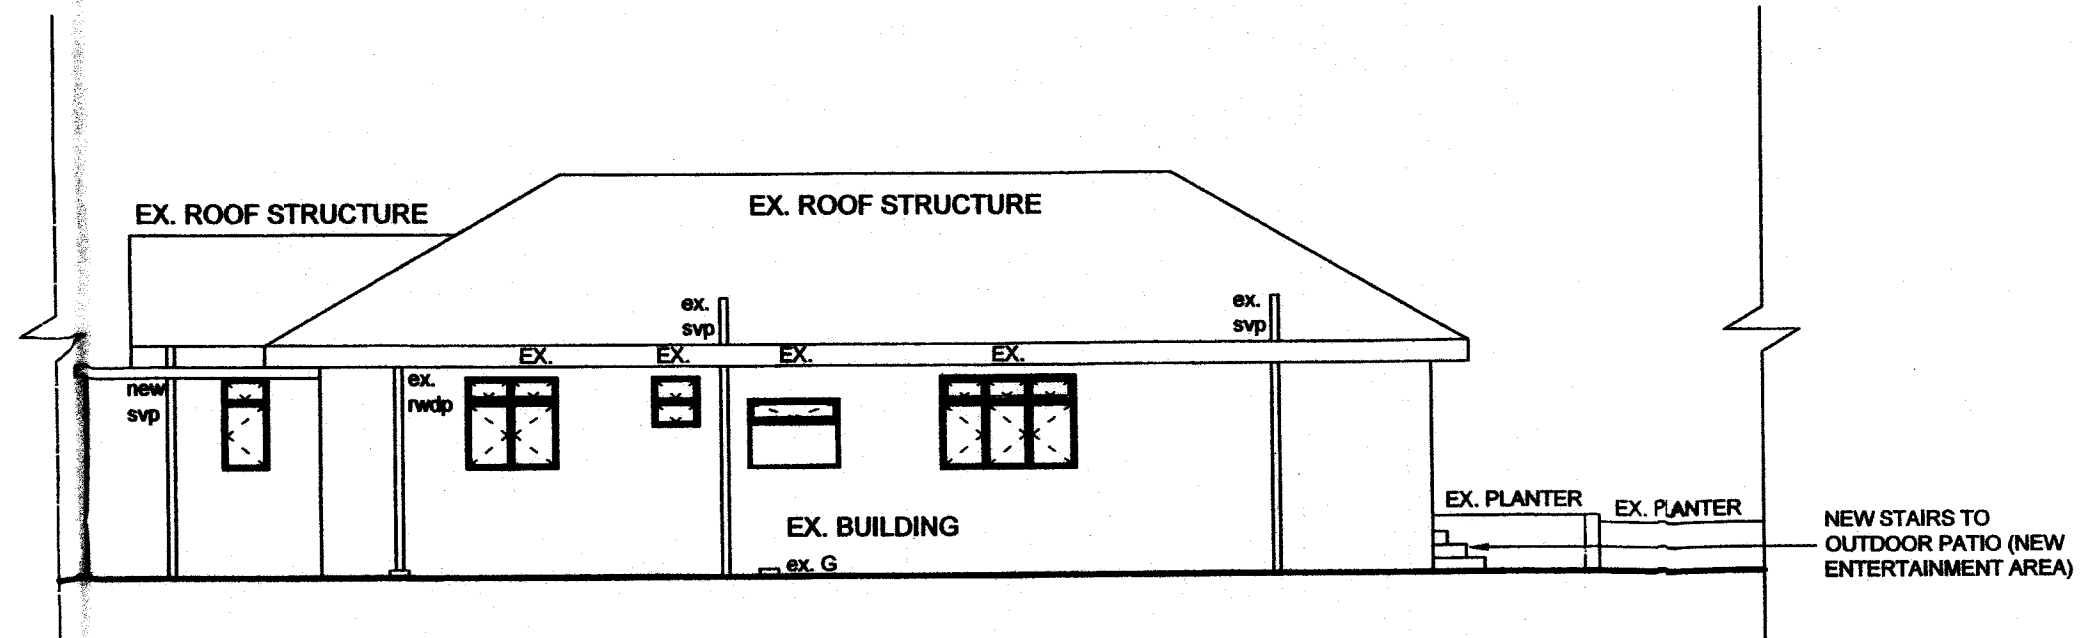 EX. ROOF STRUCTURE
EX. ROOF STRUCTURE
ex.
svp
ex.
svp
EX.
EX.
EX.
EX.
new
svp
ex.
rwdp
EX. BUILDING
ex. G
EX. PLANTER
EX. PLANTER
NEW STAIRS TO
OUTDOOR PATIO (NEW
ENTERTAINMENT AREA)